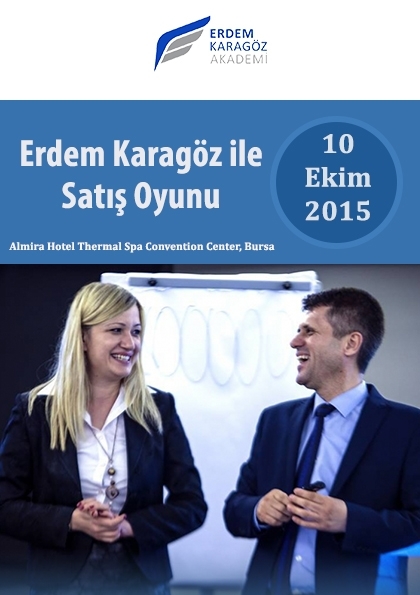 ERDEM
KARAGÖZ
AKADEMİ
Erdem Karagöz ile
Satış Oyunu
10
Ekim
2015
Almira Hotel Thermal Spa Convention Center, Bursa